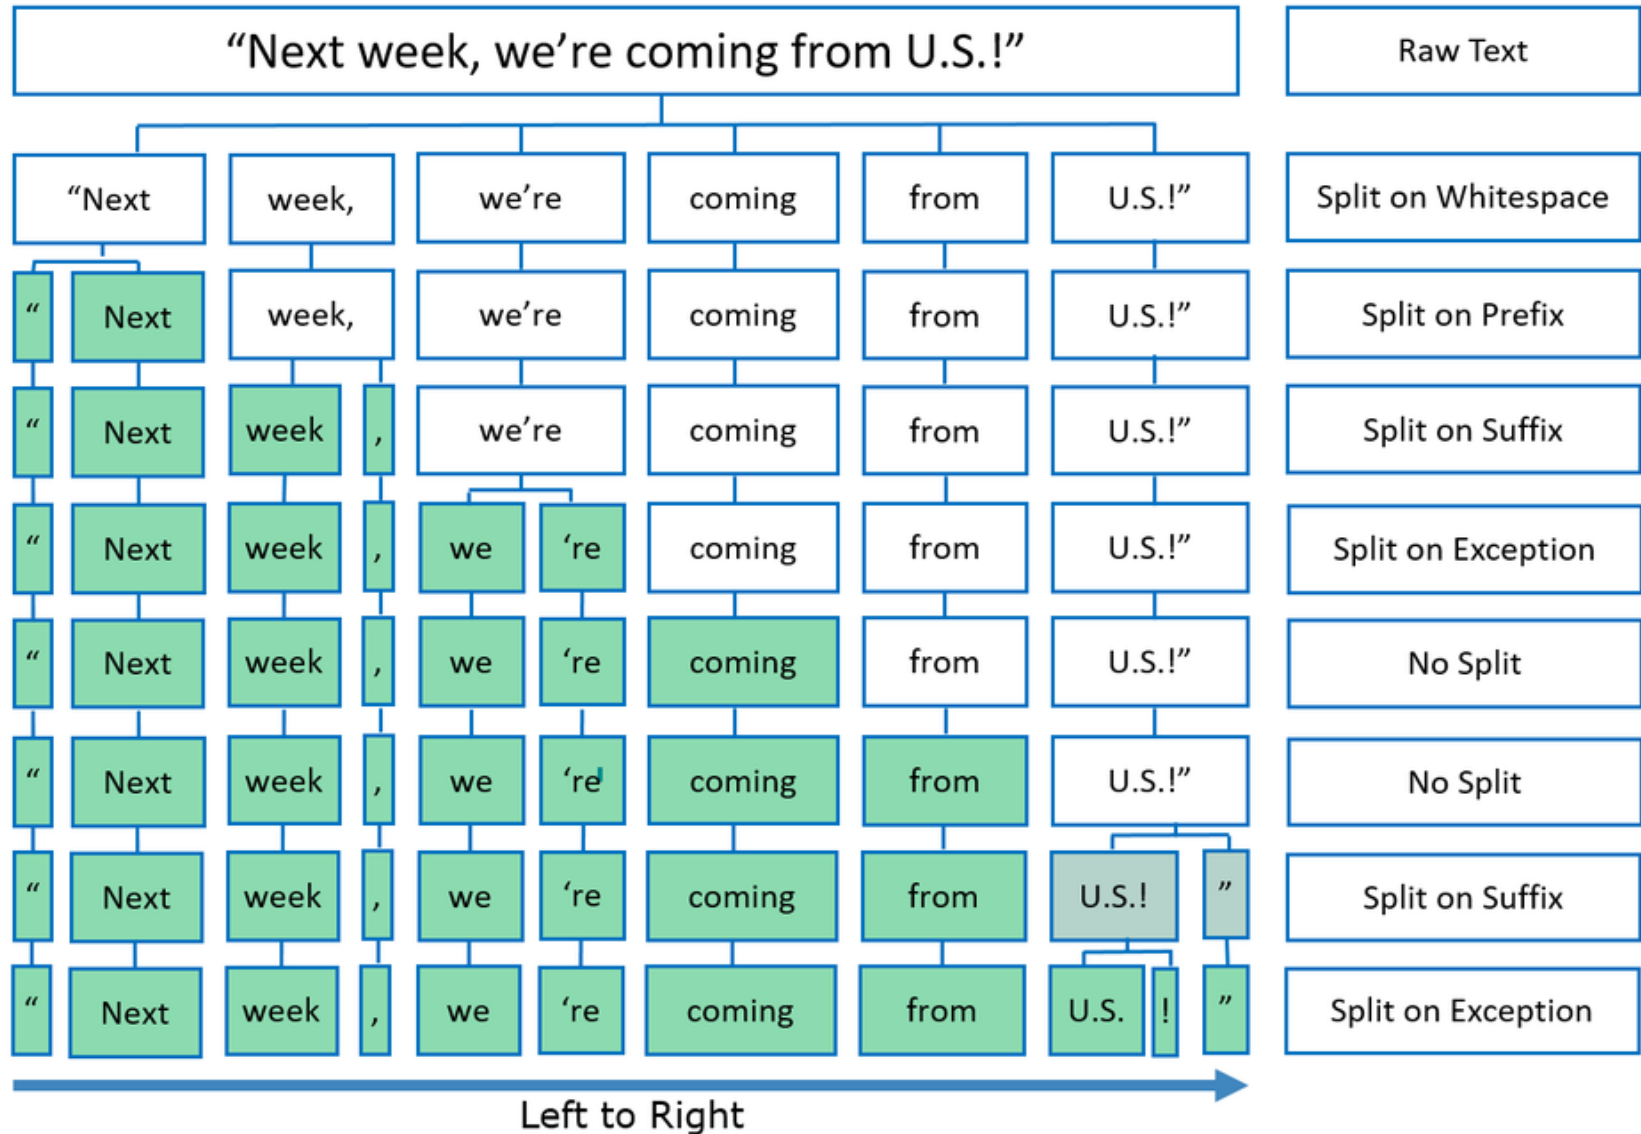 “Next week, we’re coming from U.S.!” Raw Text
“Next week, we’re coming from U.S.!” Split on Whitespace
“ Next week, we’re coming from U.S.!” Split on Prefix
“ Next week , we’re coming from U.S.!” Split on Suffix
“ Next week , we ‘re coming from U.S.!” Split on Exception
“ Next week , we ‘re coming from U.S.!” No Split
“ Next week , we ‘re coming from U.S.!” No Split
“ Next week , we ‘re coming from U.S.! ” Split on Suffix
“ Next week , we ‘re coming from U.S. ! ” Split on Exception
Left to Right